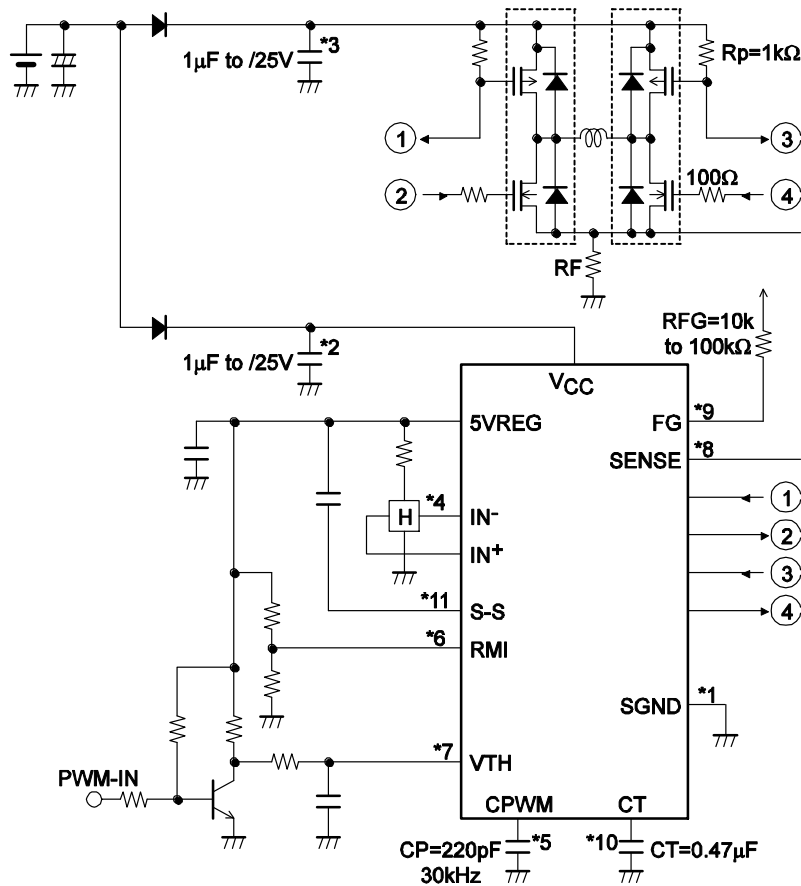 *3
1μF to /25V
Rp=1kΩ
1
3
2
100Ω
4
RF
RFG=10k
to 100kΩ
*2
1μF to /25V
VCC
*9
5VREG
FG
*8
SENSE
*4
IN-
1
H
2
IN+
3
*11
S-S
4
*6
RMI
*1
SGND
*7
VTH
PWM-IN
CPWM
CT
CP=220pF
*5
*10
CT=0.47μF
30kHz